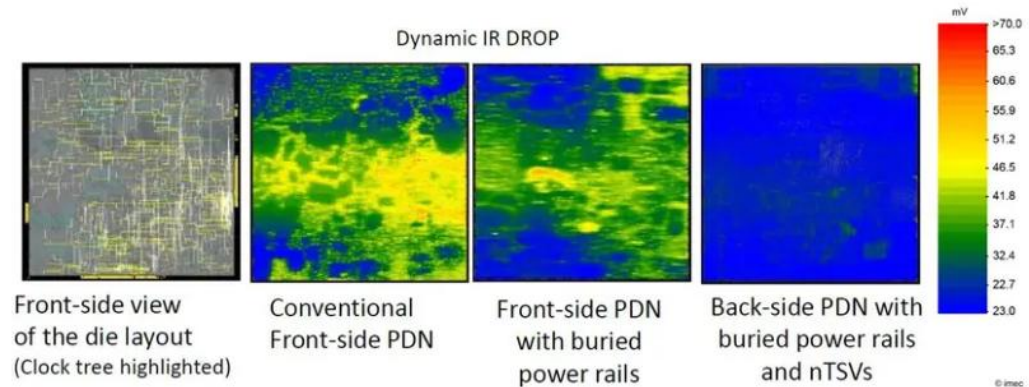 Dynamic IR DROP
mV
>70.0
65.3
60.6
55.9
51.2
46.5
41.8
37.1
32.4
27.7
23.0
Front-side view
of the die layout
(Clock tree highlighted)
Conventional
Front-side PDN
Front-side PDN
with buried
power rails
Back-side PDN with
buried power rails
and nTSVs
© imec